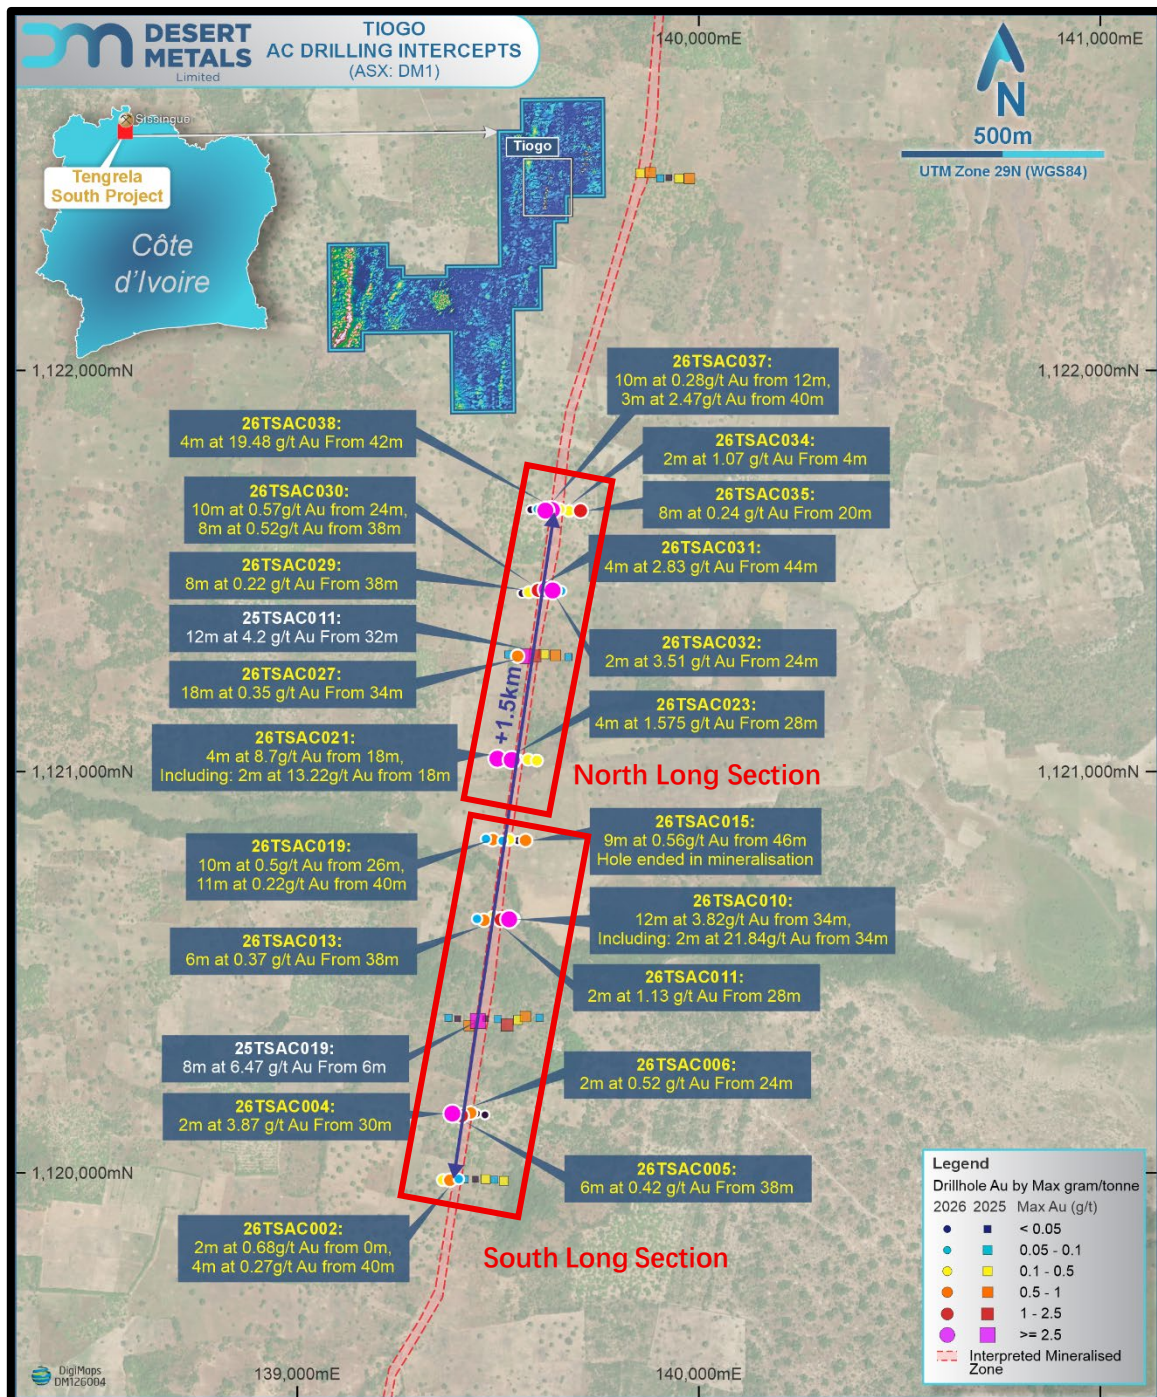 DESERT
METALS
Limited
TIOGO
AC DRILLING INTERCEPTS
(ASX: DM1)
140,000mE
141,000mE
N
500m
UTM Zone 29N (WGS84)
Sissingue
Tengrela
South Project
Côte
d'Ivoire
Tiogo
1,122,000mN
1,122,000mN
26TSAC037:
10m at 0.28g/t Au from 12m,
3m at 2.47g/t Au from 40m
26TSAC038:
4m at 19.48 g/t Au From 42m
26TSAC034:
2m at 1.07 g/t Au From 4m
26TSAC030:
10m at 0.57g/t Au from 24m,
8m at 0.52g/t Au from 38m
26TSAC035:
8m at 0.24 g/t Au From 20m
26TSAC031:
4m at 2.83 g/t Au From 44m
26TSAC029:
8m at 0.22 g/t Au From 38m
25TSAC011:
12m at 4.2 g/t Au From 32m
26TSAC032:
2m at 3.51 g/t Au From 24m
26TSAC027:
18m at 0.35 g/t Au From 34m
+1.5km
26TSAC023:
4m at 1.575 g/t Au From 28m
26TSAC021:
4m at 8.7g/t Au from 18m,
Including: 2m at 13.22g/t Au from 18m
1,121,000mN
North Long Section
1,121,000mN
26TSAC015:
9m at 0.56g/t Au from 46m
Hole ended in mineralisation
26TSAC019:
10m at 0.5g/t Au from 26m,
11m at 0.22g/t Au from 40m
26TSAC010:
12m at 3.82g/t Au from 34m,
Including: 2m at 21.84g/t Au from 34m
26TSAC013:
6m at 0.37 g/t Au From 38m
26TSAC011:
2m at 1.13 g/t Au From 28m
25TSAC019:
8m at 6.47 g/t Au From 6m
26TSAC006:
2m at 0.52 g/t Au From 24m
26TSAC004:
2m at 3.87 g/t Au From 30m
26TSAC005:
6m at 0.42 g/t Au From 38m
1,120,000mN
26TSAC002:
2m at 0.68g/t Au from 0m,
4m at 0.27g/t Au from 40m
South Long Section
Legend
Drillhole Au by Max gram/tonne
2026 2025 Max Au (g/t)
< 0.05
0.05 - 0.1
0.1 - 0.5
0.5 - 1
1 - 2.5
>= 2.5
Interpreted Mineralised
Zone
DigiMaps
DM126004
139,000mE
140,000mE